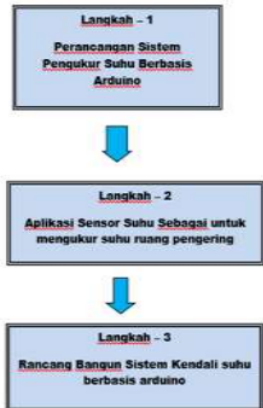 Langkah – 1
Perancangan Sistem
Pengukur Suhu Berbasis
Arduino
Langkah – 2
Aplikasi Sensor Suhu Sebagai untuk
mengukur suhu ruang pengering
Langkah – 3
Rancang Bangun Sistem Kendali suhu
berbasis arduino